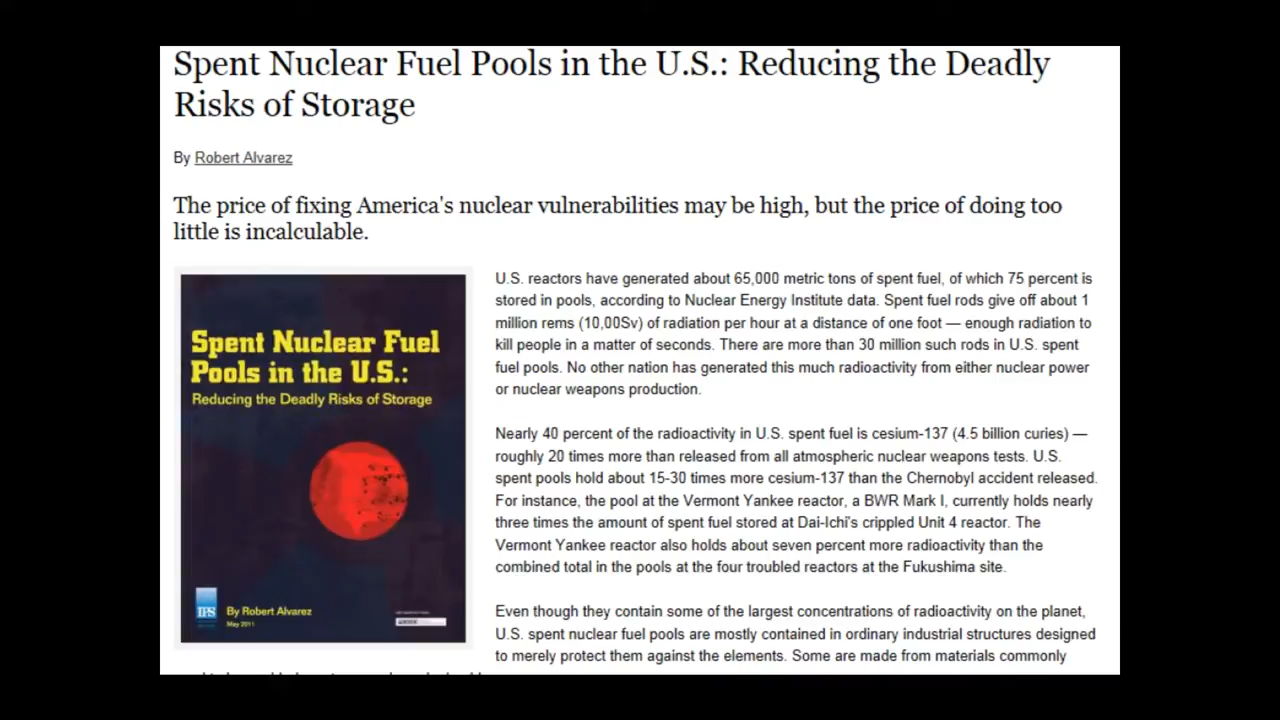 Spent Nuclear Fuel Pools in the U.S.: Reducing the Deadly
Risks of Storage
By Robert Alvarez
The price of fixing America's nuclear vulnerabilities may be high, but the price of doing too
little is incalculable.
Spent Nuclear Fuel
Pools in the U.S.:
Reducing the Deadly Risks of Storage
IPS
By Robert Alvarez
May 2011
U.S. reactors have generated about 65,000 metric tons of spent fuel, of which 75 percent is
stored in pools, according to Nuclear Energy Institute data. Spent fuel rods give off about 1
million rems (10,00Sv) of radiation per hour at a distance of one foot — enough radiation to
kill people in a matter of seconds. There are more than 30 million such rods in U.S. spent
fuel pools. No other nation has generated this much radioactivity from either nuclear power
or nuclear weapons production.
Nearly 40 percent of the radioactivity in U.S. spent fuel is cesium-137 (4.5 billion curies) —
roughly 20 times more than released from all atmospheric nuclear weapons tests. U.S.
spent pools hold about 15-30 times more cesium-137 than the Chernobyl accident released.
For instance, the pool at the Vermont Yankee reactor, a BWR Mark I, currently holds nearly
three times the amount of spent fuel stored at Dai-Ichi's crippled Unit 4 reactor. The
Vermont Yankee reactor also holds about seven percent more radioactivity than the
combined total in the pools at the four troubled reactors at the Fukushima site.
Even though they contain some of the largest concentrations of radioactivity on the planet,
U.S. spent nuclear fuel pools are mostly contained in ordinary industrial structures designed
to merely protect them against the elements. Some are made from materials commonly